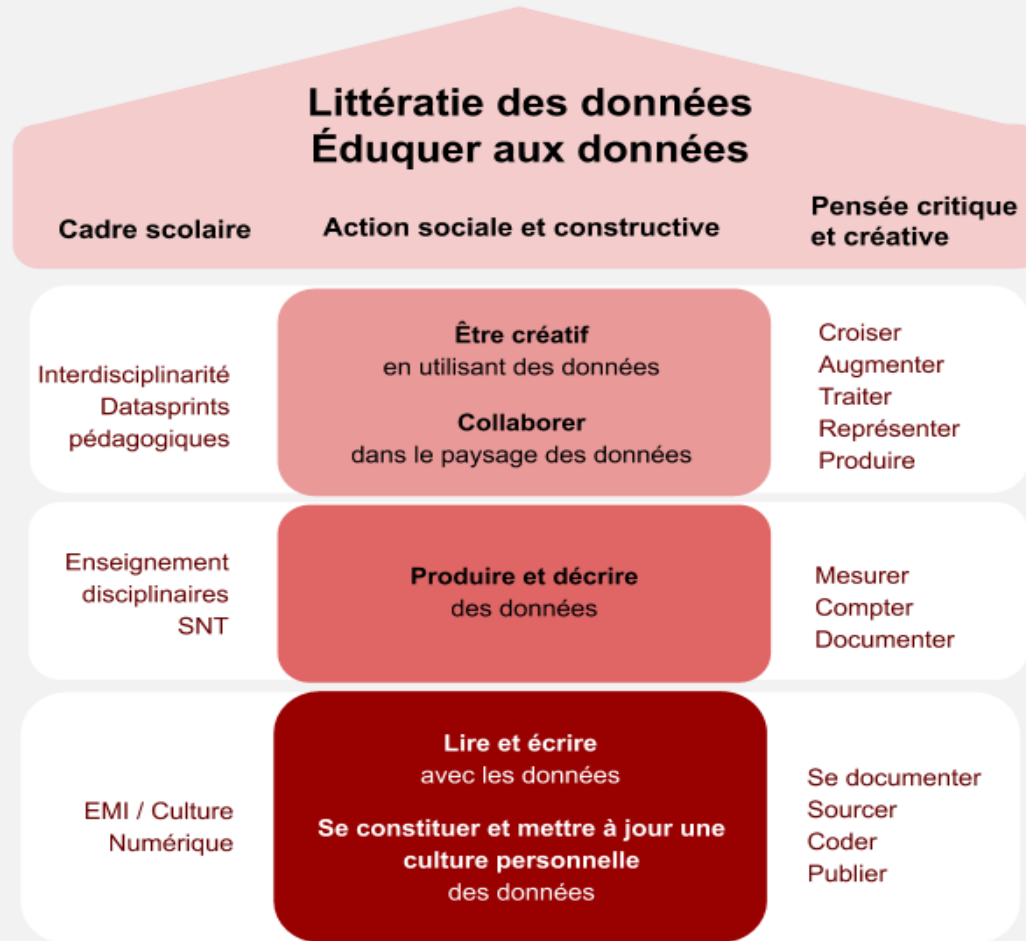 Littératie des données
Éduquer aux données
Cadre scolaire
Action sociale et constructive
Pensée critique
et créative
Interdisciplinarité
Datasprints
pédagogiques
Être créatif
en utilisant des données
Collaborer
dans le paysage des données
Croiser
Augmenter
Traiter
Représenter
Produire
Enseignement
disciplinaires
SNT
Produire et décrire
des données
Mesurer
Compter
Documenter
EMI / Culture
Numérique
Lire et écrire
avec les données
Se constituer et mettre à jour une
culture personnelle
des données
Se documenter
Sourcer
Coder
Publier